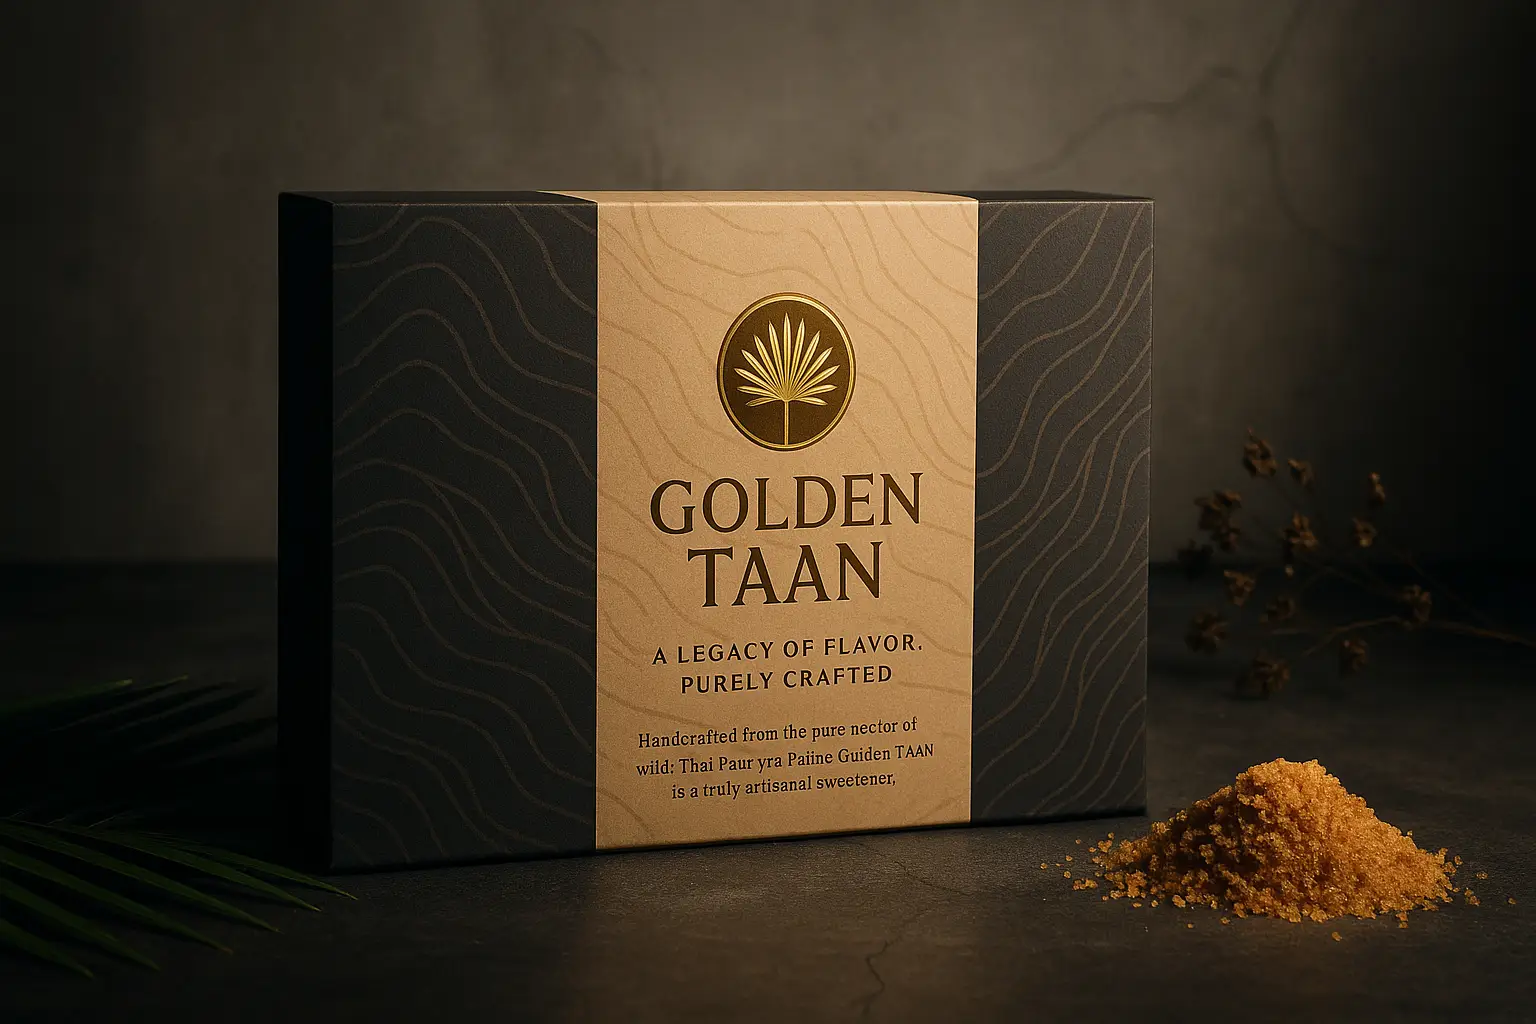 GOLDEN
TAAN
A LEGACY OF FLAVOR.
PURELY CRAFTED
Handcrafted from the pure nector of
wild: Thai Paur yra Paiine Guiden TAAN
is a truly artisanal sweetener,